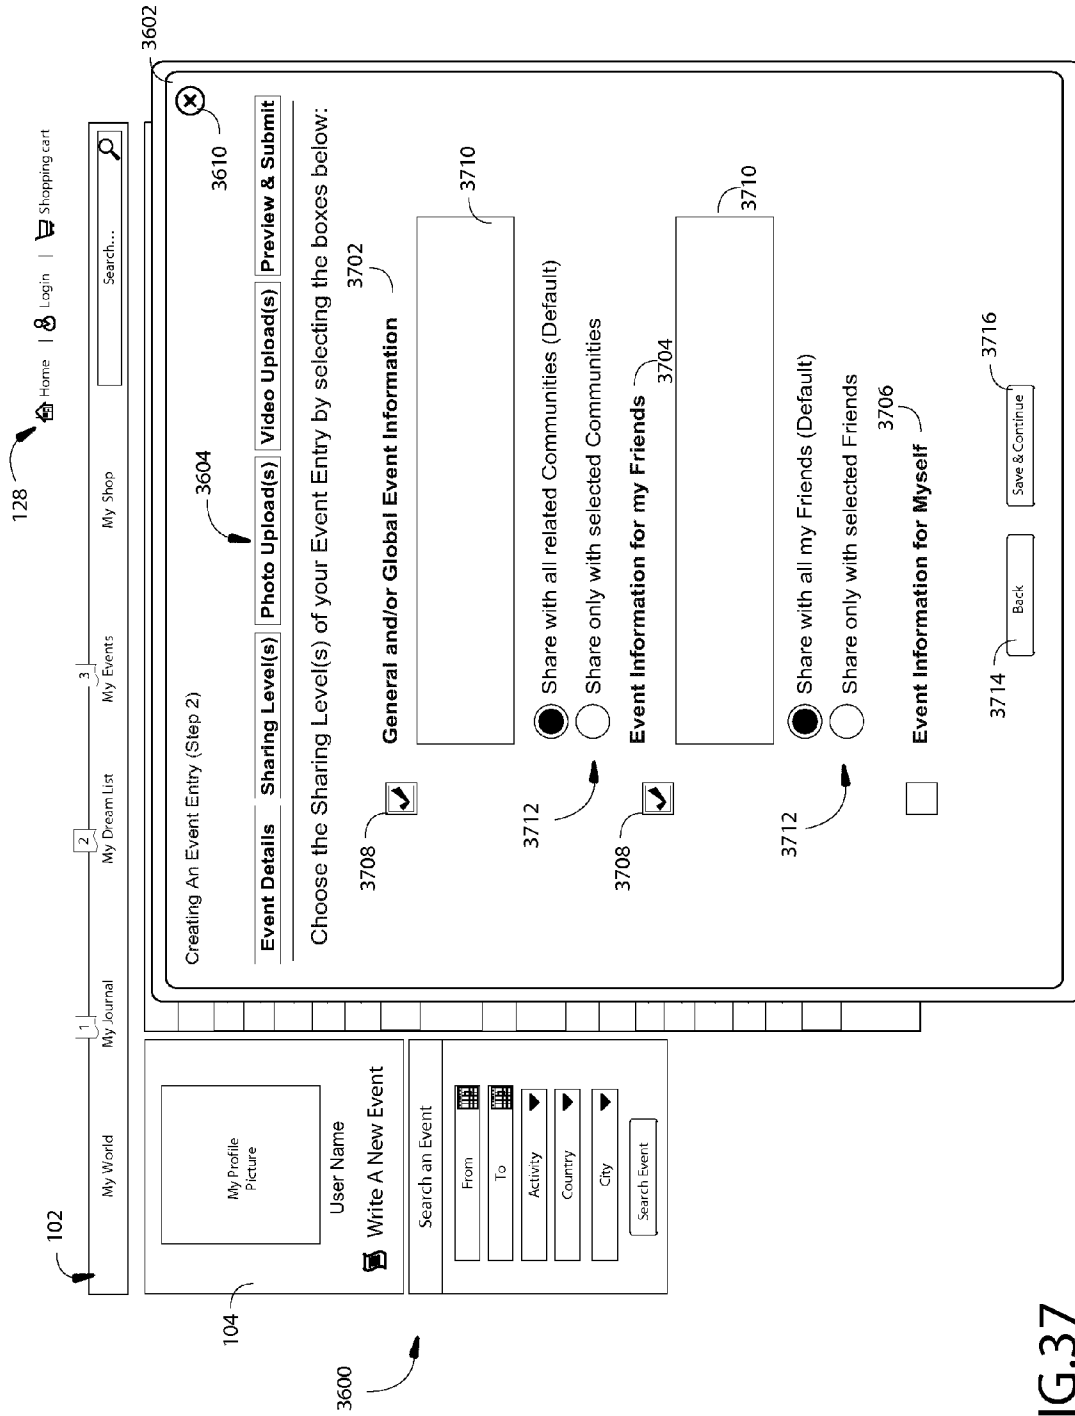 128
Home | Login | Shopping cart
102
My World
1
My Journal
2
My Dream List
3
My Events
My Shop
Search...
3602
104
My Profile
Picture
User Name
Write A New Event
3600
Search an Event
From
To
Activity
Country
City
Search Event
Creating An Event Entry (Step 2)
3610
3604
Event Details
Sharing Level(s)
Photo Upload(s)
Video Upload(s)
Preview & Submit
Choose the Sharing Level(s) of your Event Entry by selecting the boxes below:
3708
General and/or Global Event Information
3702
3710
3712
Share with all related Communities (Default)
Share only with selected Communities
3708
Event Information for my Friends
3704
3710
3712
Share with all my Friends (Default)
Share only with selected Friends
3706
Event Information for Myself
3714
Back
Save & Continue
3716
IG.37